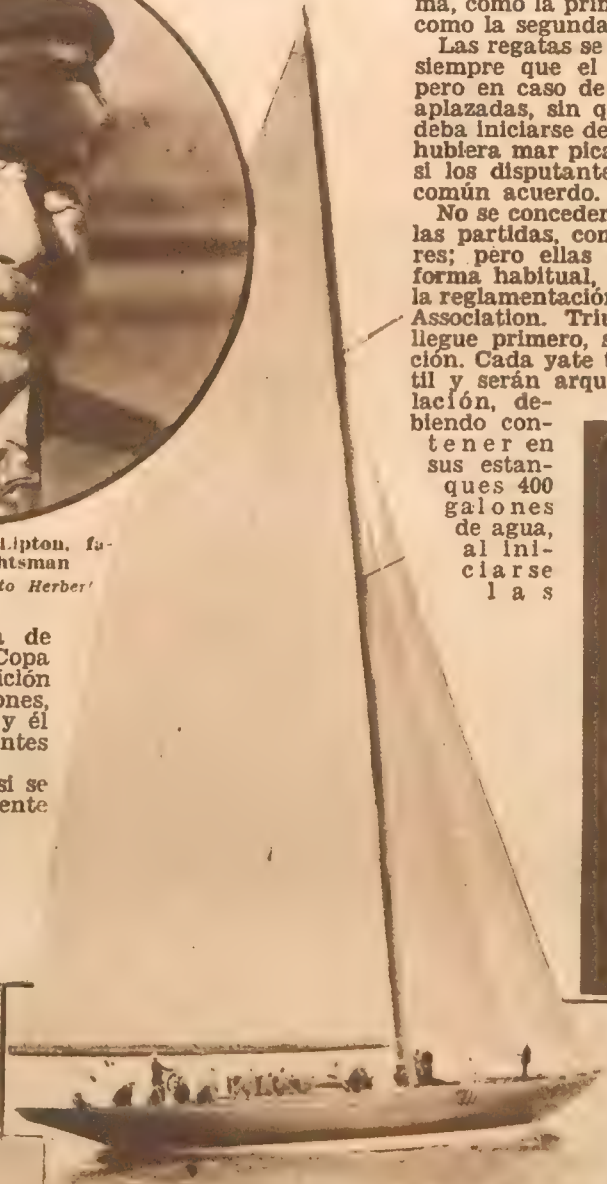 Lipton, fa-
htsman
to Herbert
a de
Copa
ición
ones,
y él
ntes
si se
ente
ma, como la prim
como la segunda
Las regatas se
siempre que el
pero en caso de
aplazadas, sin q
deba iniciarse de
hubiera mar pica
si los disputante
común acuerdo.
No se conceder
las partidas, con
res; pero ellas
forma habitual,
la reglamentación
Association. Triu
llegue primero, s
ción. Cada yate t
til y serán arqu
lación, de-
biendo con-
tener en
sus estan-
ques 400
galones
de agua,
al ini-
ciarse
las